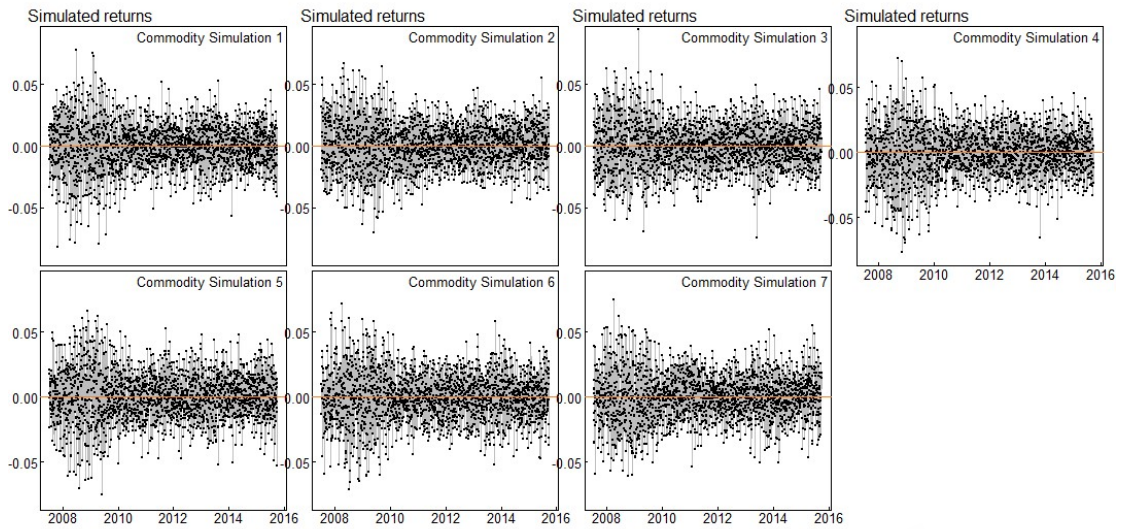 Simulated returns
Simulated returns
Simulated returns
Simulated returns
Commodity Simulation 1
Commodity Simulation 2
Commodity Simulation 3
Commodity Simulation 4
0.05
0.00
-0.05
0.05
0.00
-0.05
0.05
0.00
-0.05
0.05
0.00
-0.05
2008 2010 2012 2014 2016
Commodity Simulation 5
Commodity Simulation 6
Commodity Simulation 7
0.05
0.00
-0.05
0.05
0.00
-0.05
0.05
0.00
-0.05
2008 2010 2012 2014 2016
2008 2010 2012 2014 2016
2008 2010 2012 2014 2016